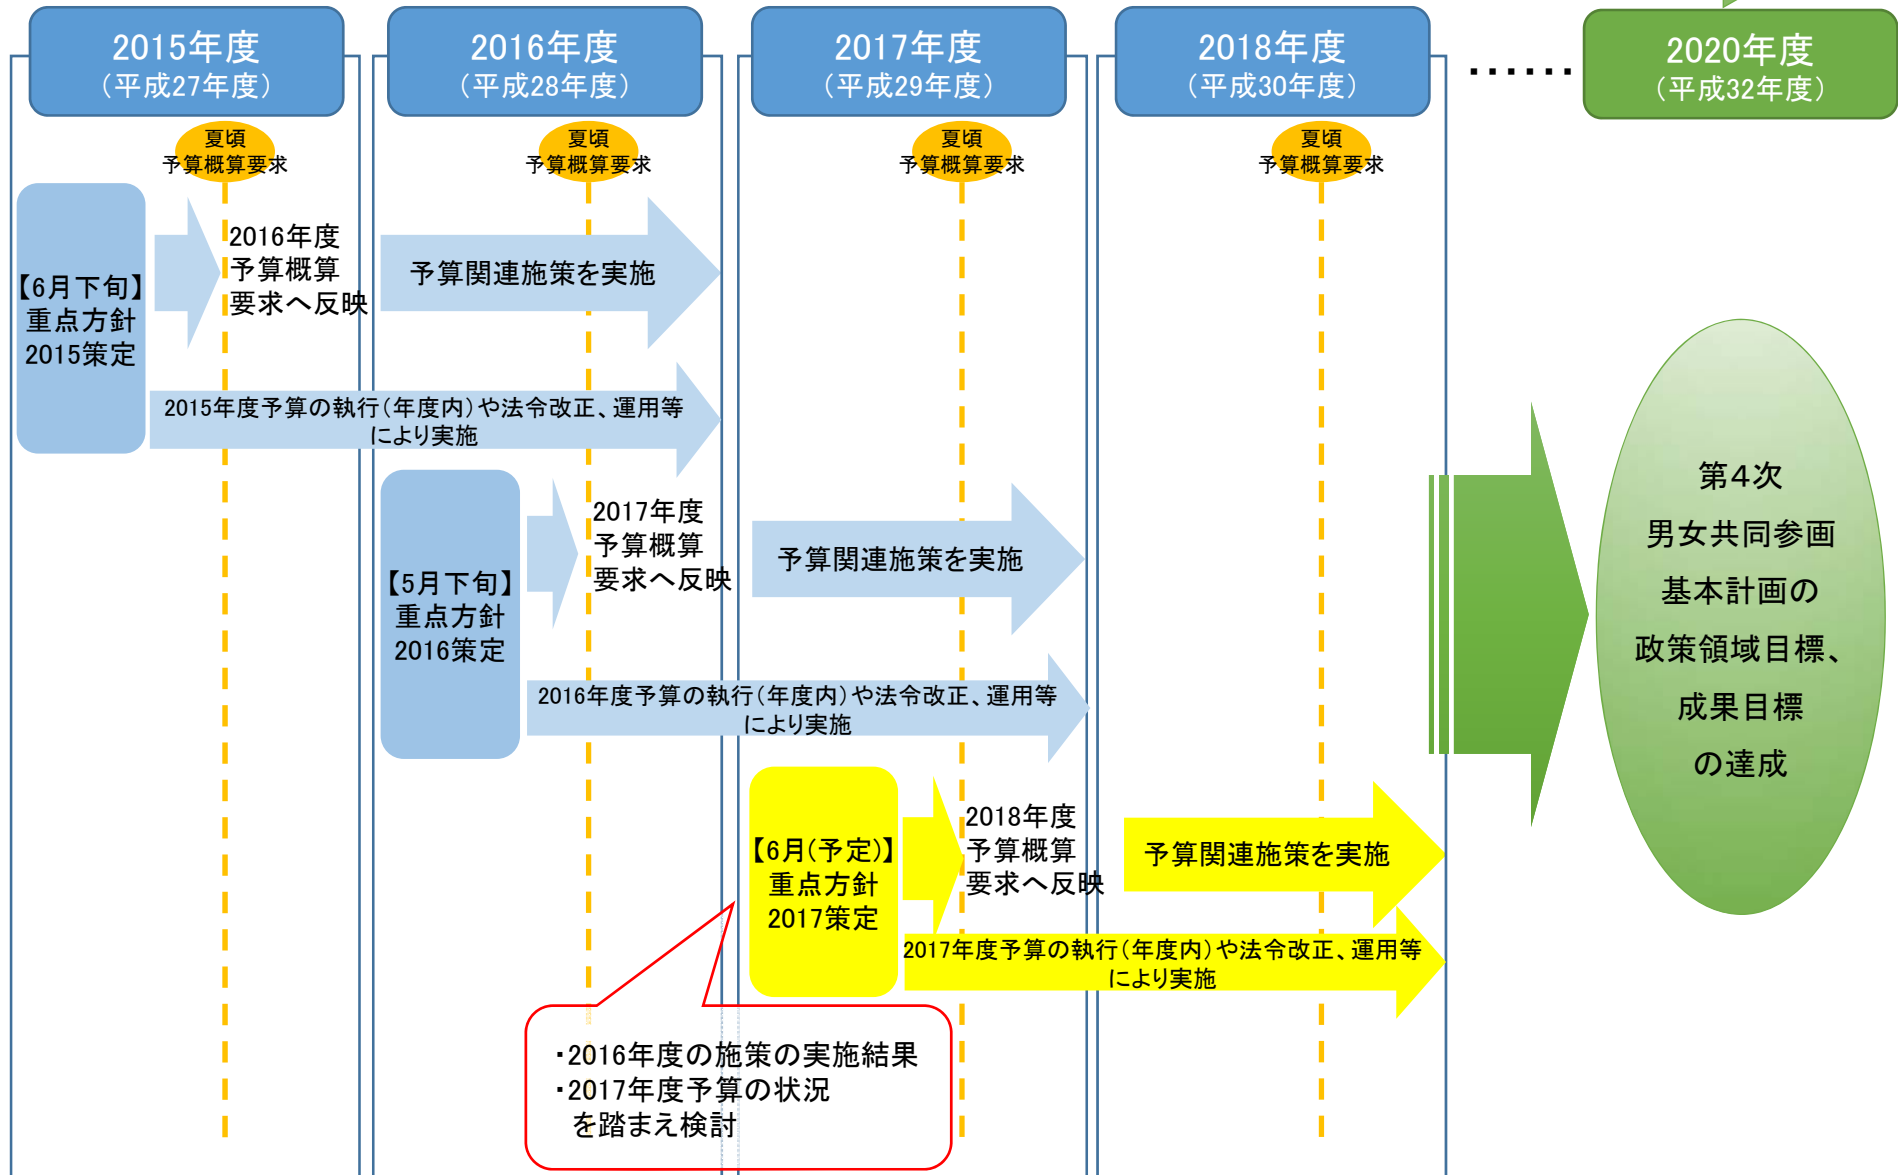 2015年度
(平成27年度)
2016年度
(平成28年度)
2017年度
(平成29年度)
2018年度
(平成30年度)
‥‥‥
2020年度
(平成32年度)
夏頃
予算概算要求
夏頃
予算概算要求
夏頃
予算概算要求
夏頃
予算概算要求
【6月下旬】
重点方針
2015策定
2016年度
予算概算
要求へ反映
予算関連施策を実施
2015年度予算の執行(年度内)や法令改正、運用等
により実施
【5月下旬】
重点方針
2016策定
2017年度
予算概算
要求へ反映
予算関連施策を実施
2016年度予算の執行(年度内)や法令改正、運用等
により実施
【6月(予定)】
重点方針
2017策定
2018年度
予算概算
要求へ反映
予算関連施策を実施
2017年度予算の執行(年度内)や法令改正、運用等
により実施
・2016年度の施策の実施結果
・2017年度予算の状況
を踏まえ検討
第4次
男女共同参画
基本計画の
政策領域目標、
成果目標
の達成